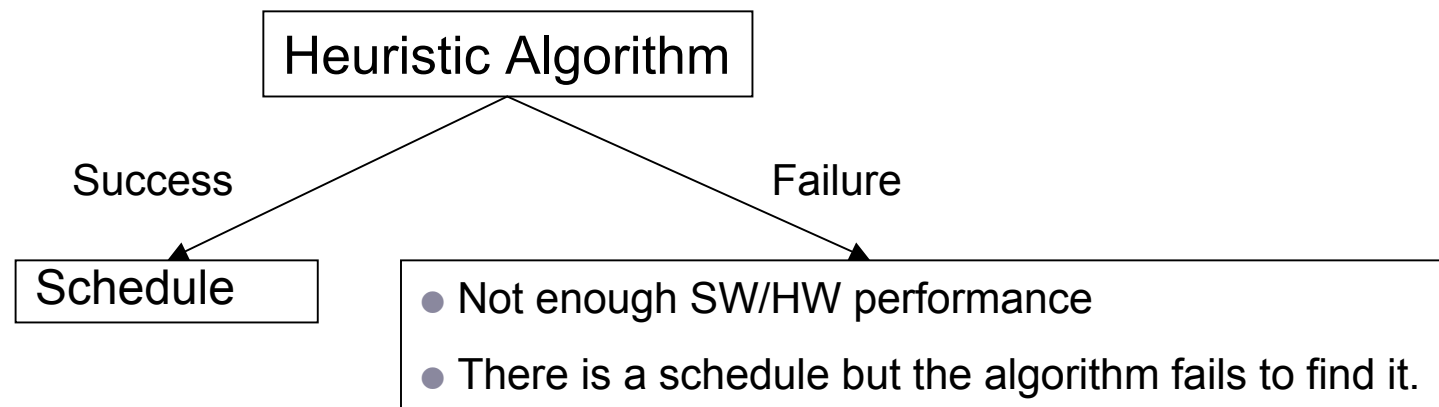 Heuristic Algorithm
Success
Failure
Schedule
● Not enough SW/HW performance
● There is a schedule but the algorithm fails to find it.